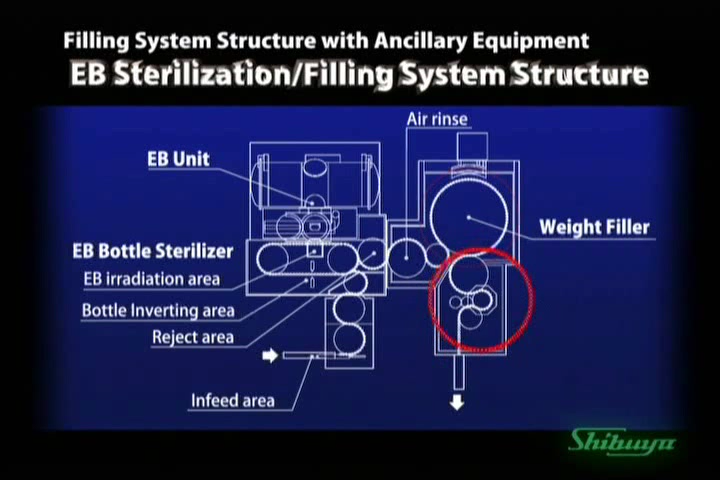 Filling System Structure with Ancillary Equipment
EB Sterilization/Filling System Structure
Air rinse
EB Unit
Weight Filler
EB Bottle Sterilizer
EB irradiation area
Bottle Inverting area
Reject area
Infeed area
Shibuya